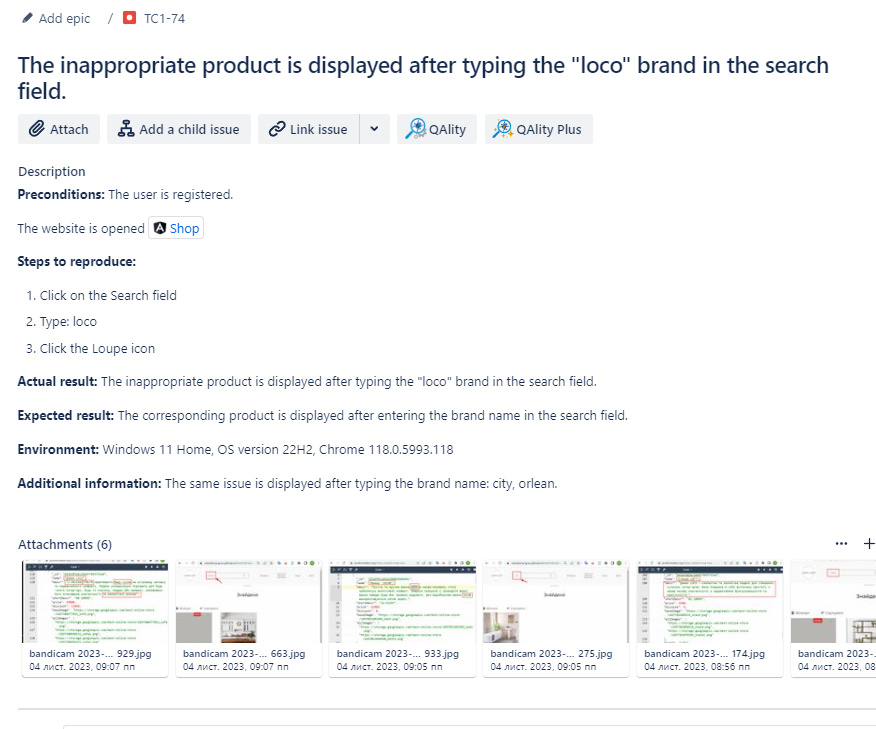 Add epic / TC1-74
The inappropriate product is displayed after typing the "loco" brand in the search
field.
Attach Add a child issue Link issue QAlity QAlity Plus
Description
Preconditions: The user is registered.
The website is opened Shop
Steps to reproduce:
1. Click on the Search field
2. Type: loco
3. Click the Loupe icon
Actual result: The inappropriate product is displayed after typing the "loco" brand in the search field.
Expected result: The corresponding product is displayed after entering the brand name in the search field.
Environment: Windows 11 Home, OS version 22H2, Chrome 118.0.5993.118
Additional information: The same issue is displayed after typing the brand name: city, orlean.
Attachments (6)
bandicam 2023-... 929.jpg bandicam 2023-... 663.jpg bandicam 2023-... 933.jpg bandicam 2023-... 275.jpg bandicam 2023-... 174.jpg bandicam 2023-..
04 лист. 2023, 09:07 пп 04 лист. 2023, 09:07 пп 04 лист. 2023, 09:05 пп 04 лист. 2023, 09:05 пп 04 лист. 2023, 08:56 пп 04 лист. 2023, 08